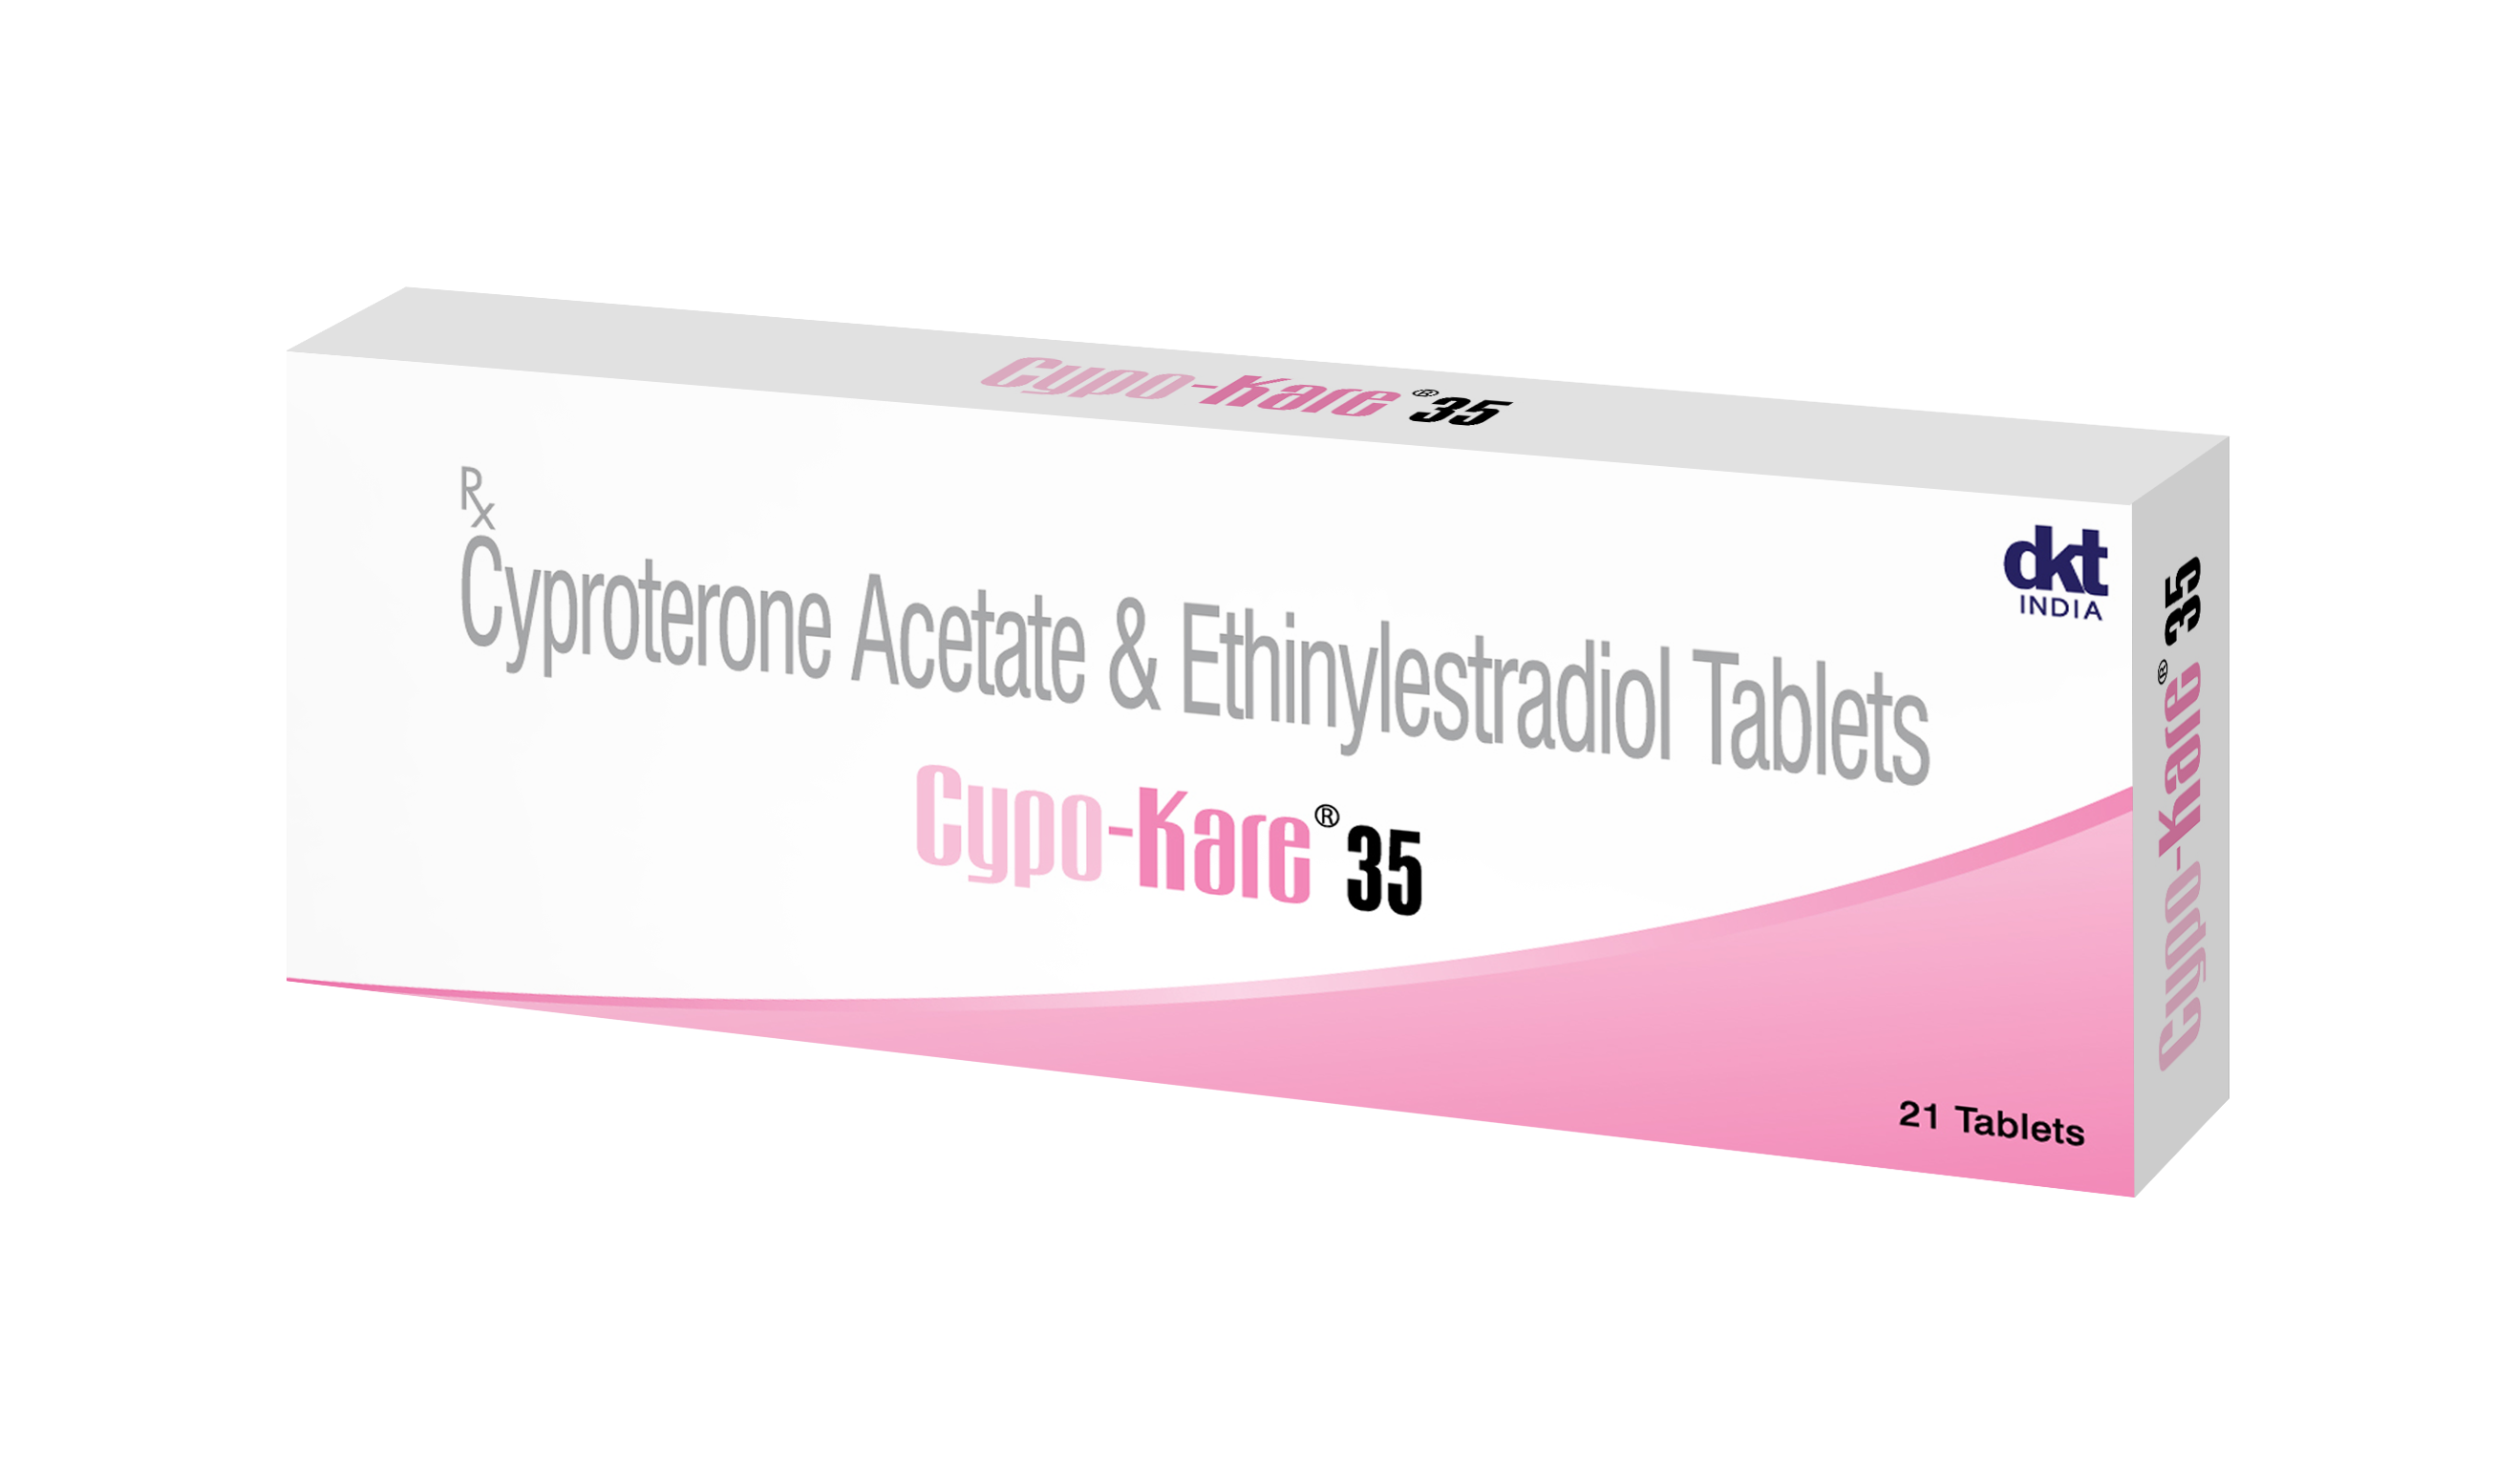 Cypo-Kare® 35
Rx
Cyproterone Acetate & Ethinylestradiol Tablets
Cypo-Kare® 35
dkt
INDIA
21 Tablets
Cypo-Kare® 35